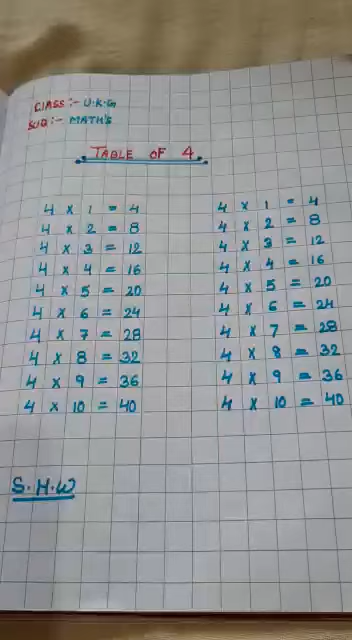 CLASS:- U.K.G
SUB:- MATH'S
TABLE OF 4.
4 x 1 = 4 4 x 1 = 4
4 x 2 = 8 4 x 2 = 8
4 x 3 = 12 4 x 3 = 12
4 x 4 = 16 4 x 4 = 16
4 x 5 = 20 4 x 5 = 20
4 x 6 = 24 4 x 6 = 24
4 x 7 = 28 4 x 7 = 28
4 x 8 = 32 4 x 8 = 32
4 x 9 = 36 4 x 9 = 36
4 x 10 = 40 4 x 10 = 40
S.H.W